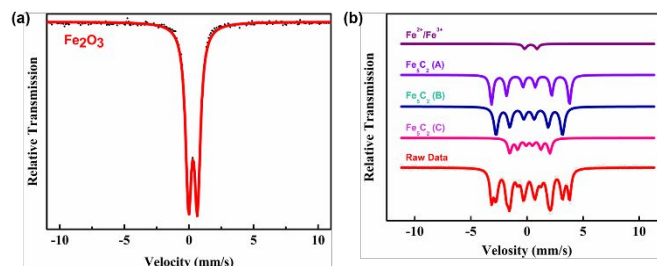 (a)
Fe2O3
Relative Transmission
-10 -5 0 5 10
Velocity (mm/s)
(b)
Fe2+/Fe3+
Fe5C2 (A)
Fe5C2 (B)
Fe5C2 (C)
Raw Data
Relative Transmission
-10 -5 0 5 10
Velosity (mm/s)